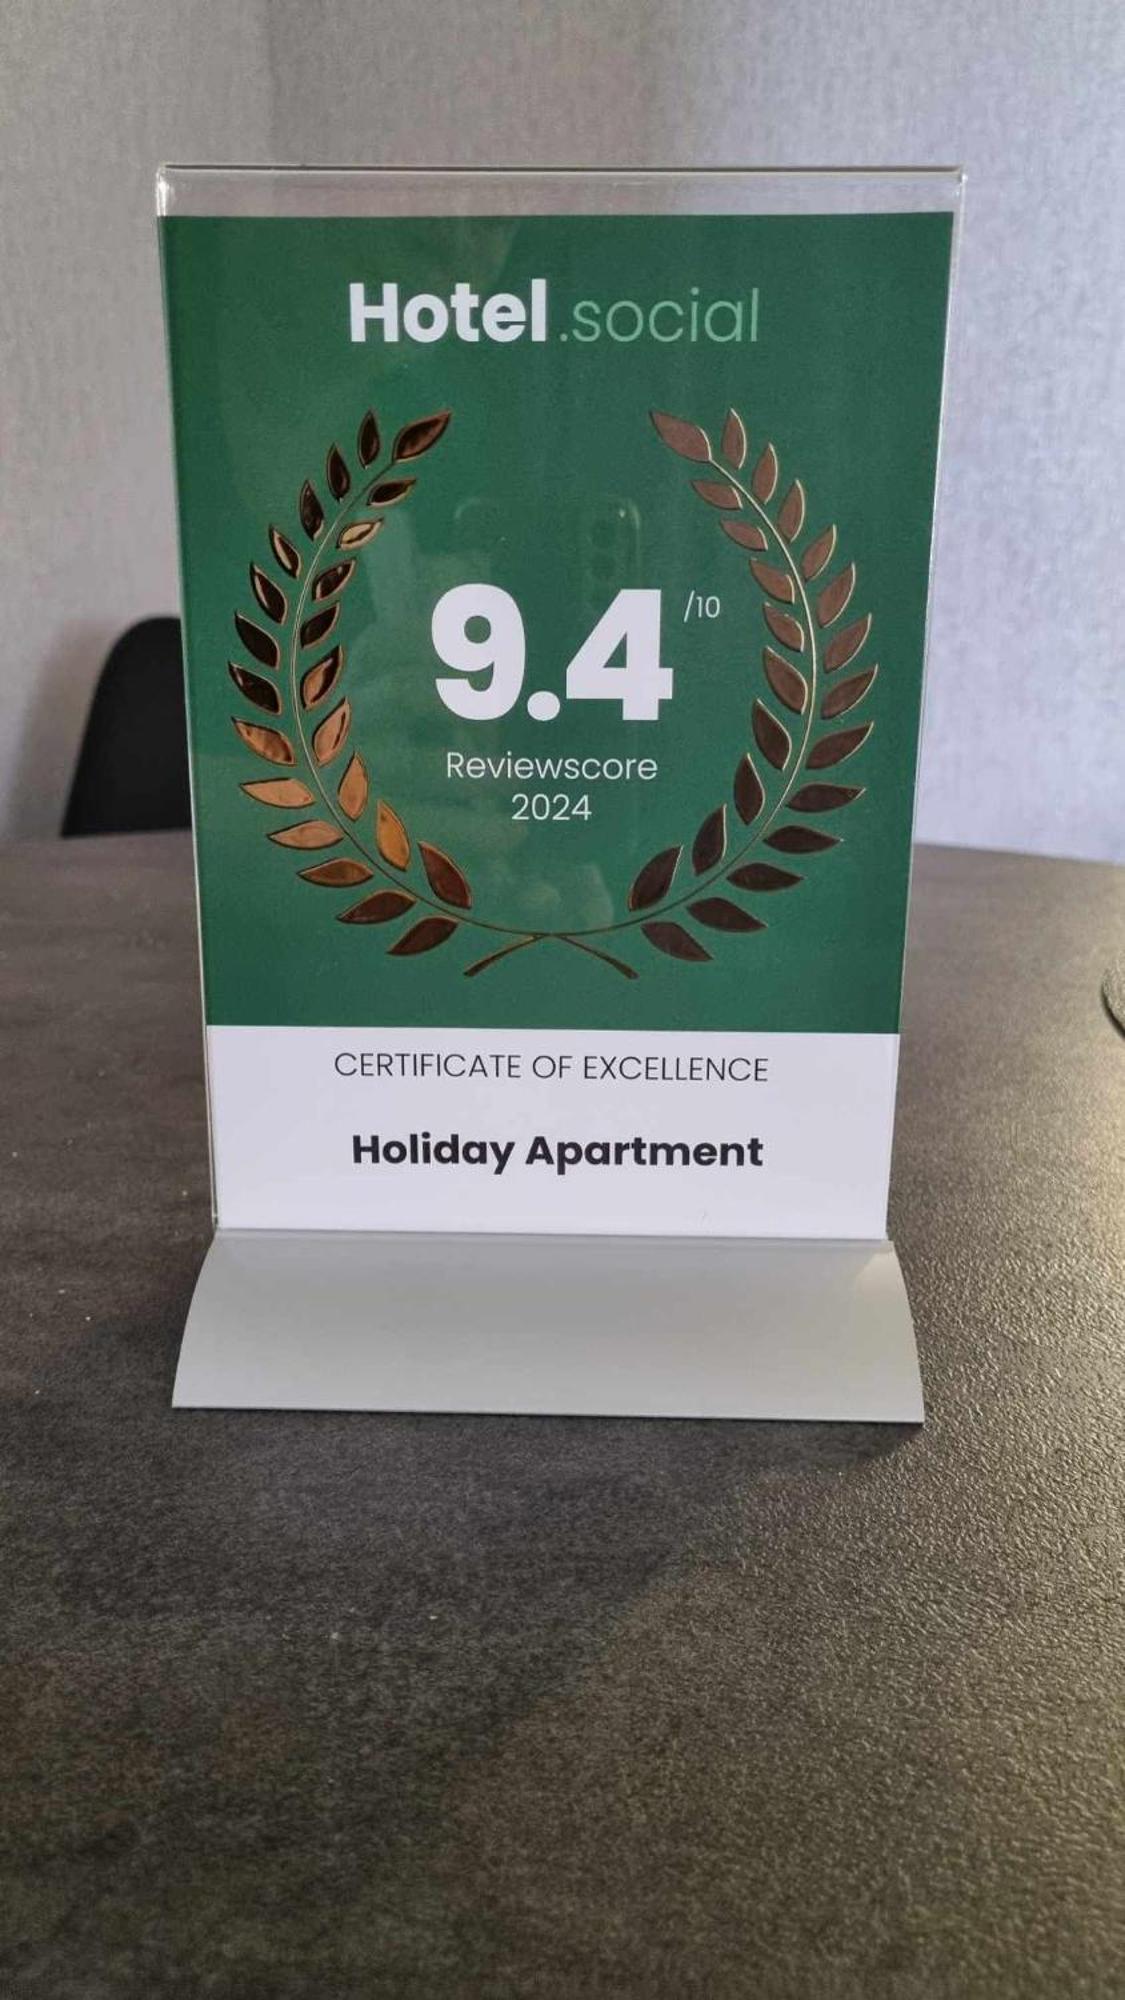 Hotel.social
9.4/10
Reviewscore
2024
CERTIFICATE OF EXCELLENCE
Holiday Apartment